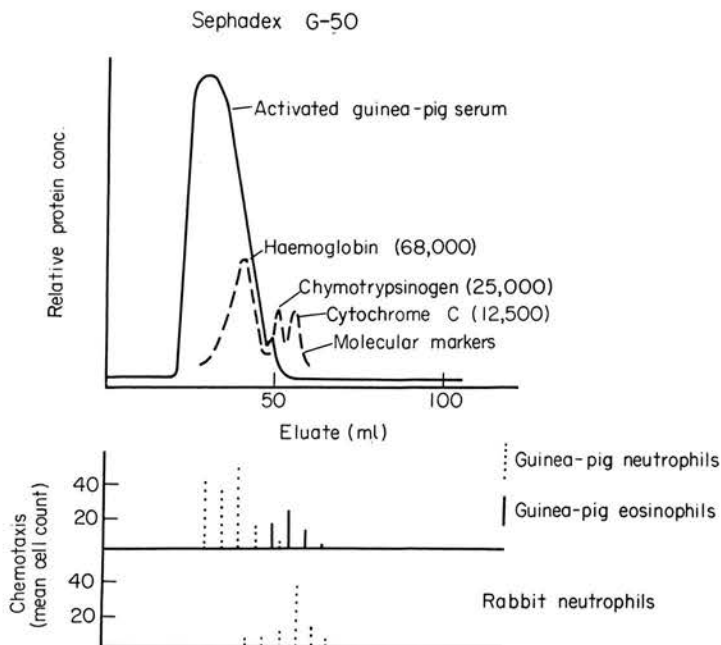 Sephadex G-50
Relative protein conc.
Activated guinea-pig serum
Haemoglobin (68,000)
Chymotrypsinogen (25,000)
Cytochrome C (12,500)
Molecular markers
50
100
Eluate (ml)
Chemotaxis
(mean cell count)
40
20
Guinea-pig neutrophils
Guinea-pig eosinophils
40
20
Rabbit neutrophils